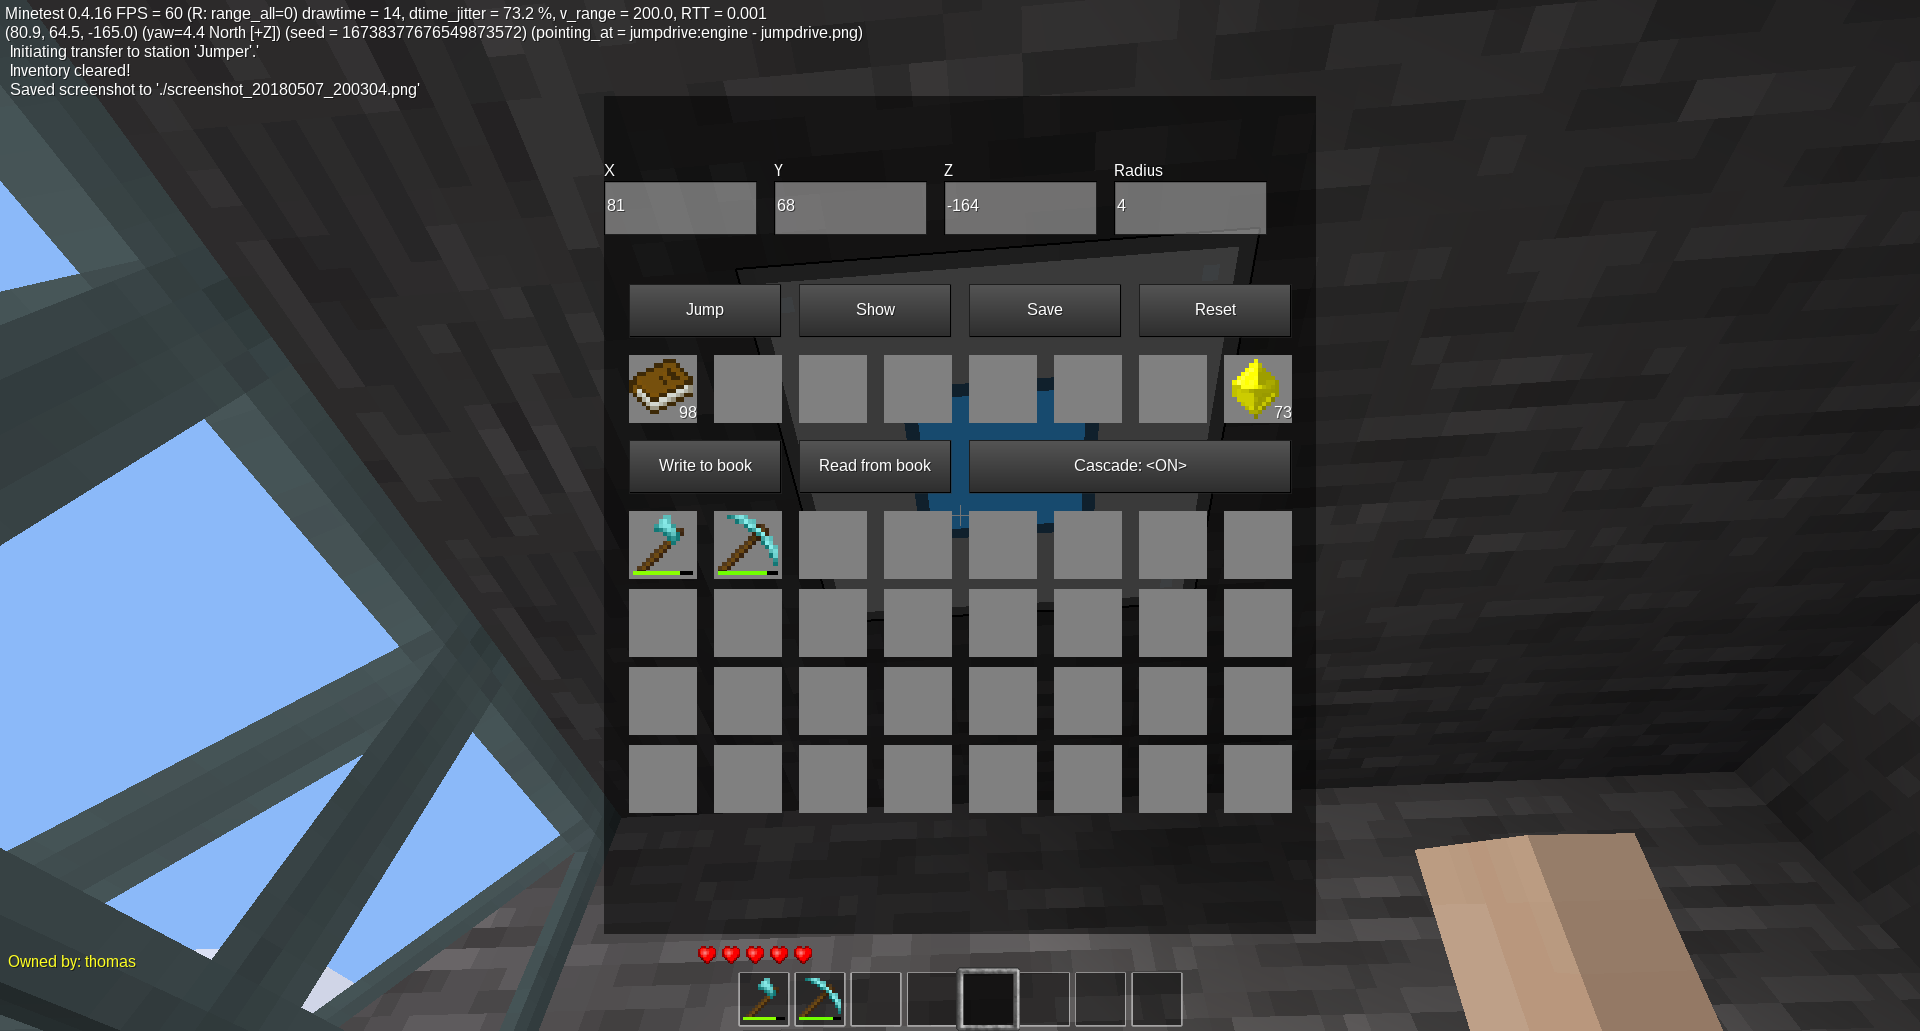 Minetest 0.4.16 FPS = 60 (R: range_all=0) drawtime = 14, dtime_jitter = 73.2 %, v_range = 200.0, RTT = 0.001
(80.9, 64.5, -165.0) (yaw=4.4 North [+Z]) (seed = 16738377676549873572) (pointing_at = jumpdrive:engine - jumpdrive.png)
Initiating transfer to station 'Jumper'.'
Inventory cleared!
Saved screenshot to './screenshot_20180507_200304.png'
X Y Z Radius
81 68 -164 4
Jump Show Save Reset
98 73
Write to book Read from book Cascade: <ON>
Owned by: thomas